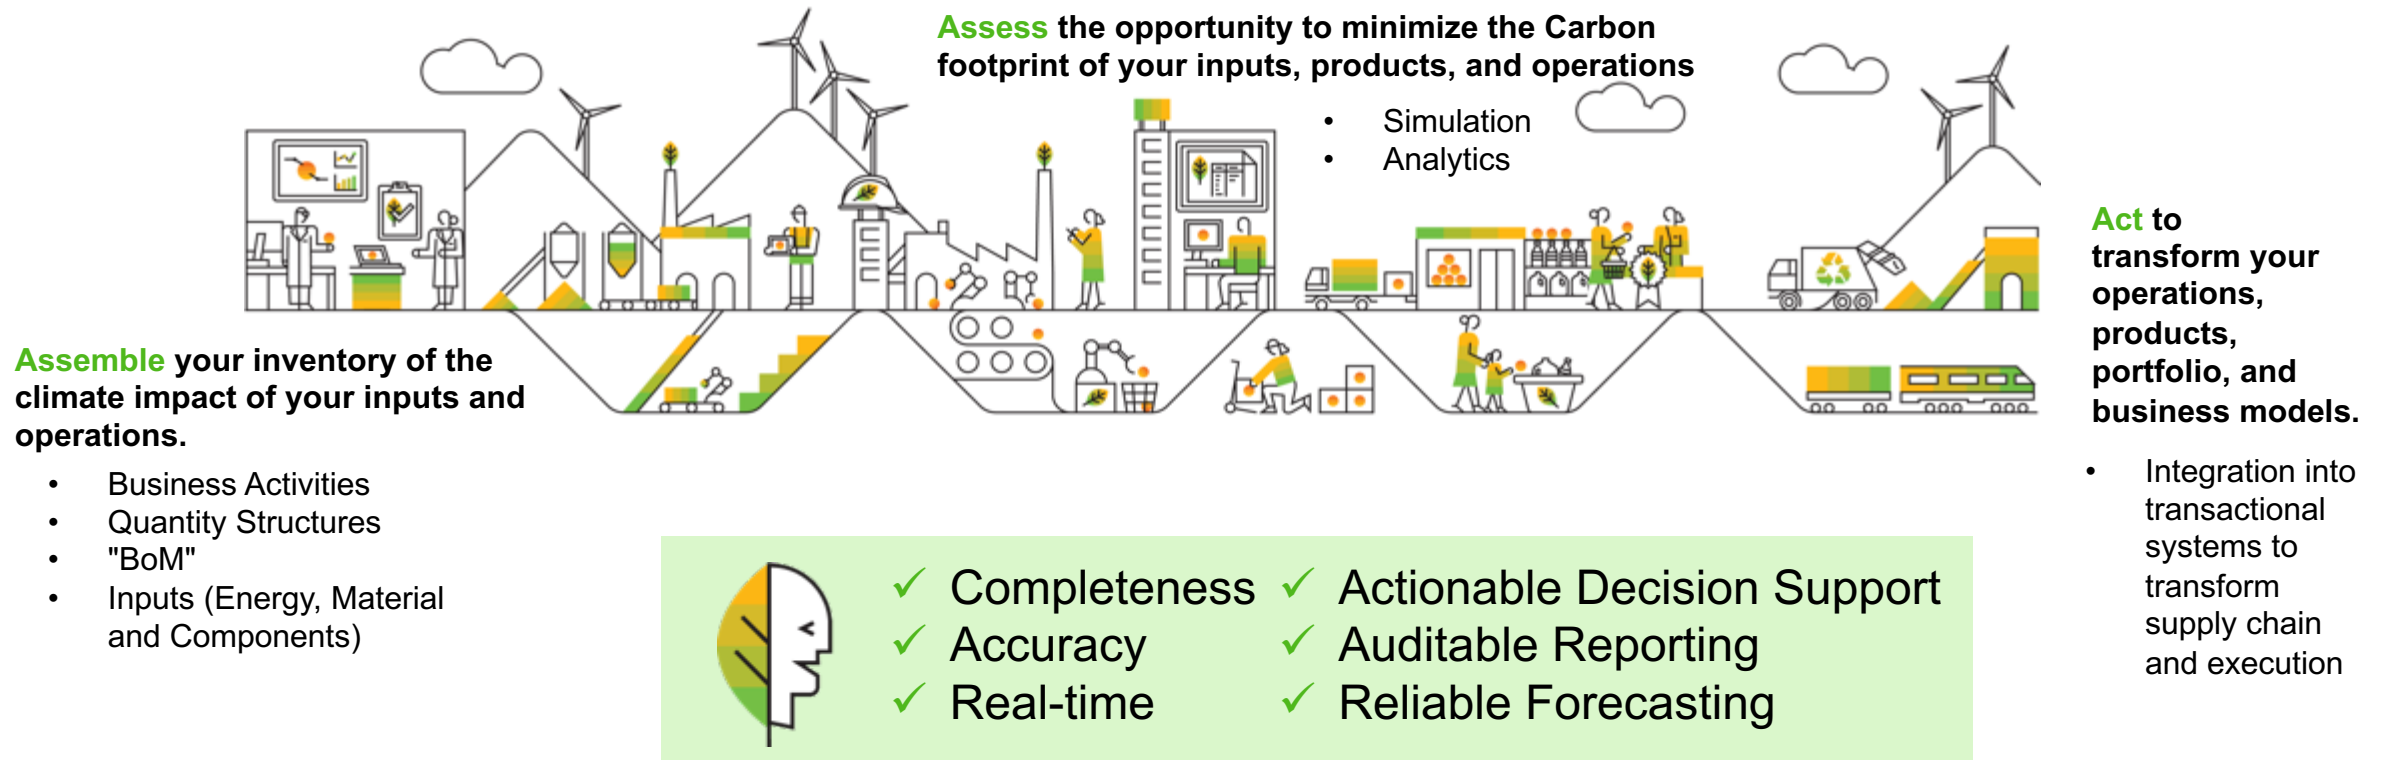 Assess the opportunity to minimize the Carbon
footprint of your inputs, products, and operations
• Simulation
• Analytics
Assemble your inventory of the
climate impact of your inputs and
operations.
• Business Activities
• Quantity Structures
• "BoM"
• Inputs (Energy, Material
and Components)
Act to
transform your
operations,
products,
portfolio, and
business models.
• Integration into
transactional
systems to
transform
supply chain
and execution
✓ Completeness
✓ Accuracy
✓ Real-time
✓ Actionable Decision Support
✓ Auditable Reporting
✓ Reliable Forecasting